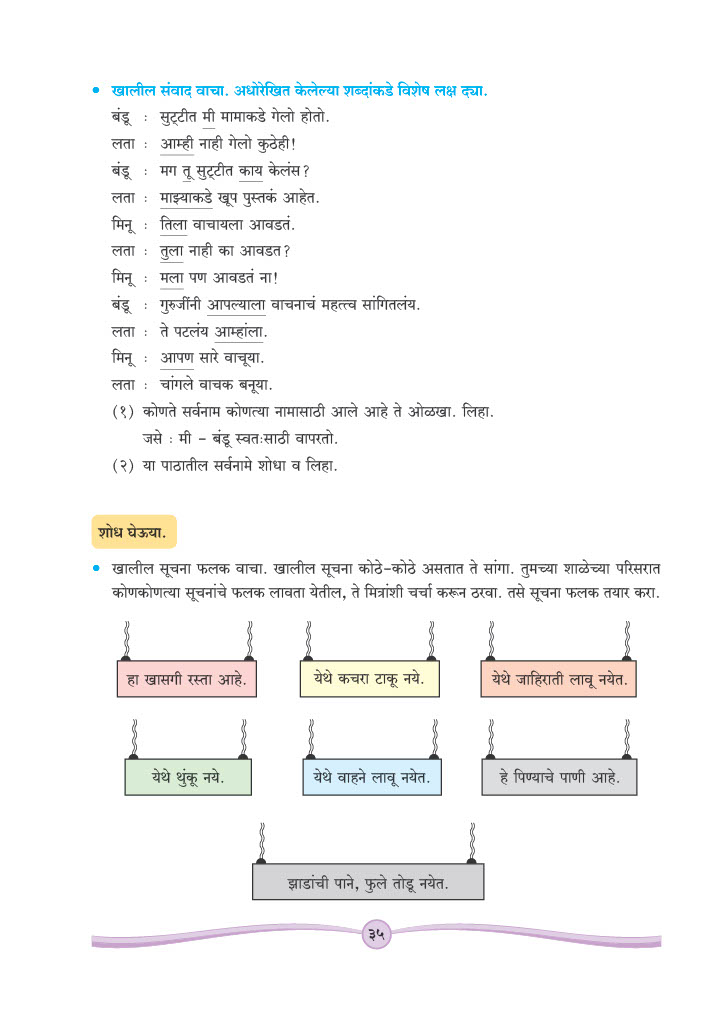 • खालील संवाद वाचा. अधोरेखित केलेल्या शब्दांकडे विशेष लक्ष द्या.
बंडू : सुट्टीत मी मामाकडे गेलो होतो.
लता : आम्ही नाही गेलो कुठेही!
बंडू : मग तू सुट्टीत काय केलंस?
लता : माझ्याकडे खूप पुस्तकं आहेत.
मिनू : तिला वाचायला आवडतं.
लता : तुला नाही का आवडत?
मिनू : मला पण आवडतं ना!
बंडू : गुरुजींनी आपल्याला वाचनाचं महत्त्व सांगितलंय.
लता : ते पटलंय आम्हांला.
मिनू : आपण सारे वाचूया.
लता : चांगले वाचक बनूया.
(१) कोणते सर्वनाम कोणत्या नामासाठी आले आहे ते ओळखा. लिहा.
जसे : मी - बंडू स्वतःसाठी वापरतो.
(२) या पाठातील सर्वनामे शोधा व लिहा.
शोध घेऊया.
• खालील सूचना फलक वाचा. खालील सूचना कोठे-कोठे असतात ते सांगा. तुमच्या शाळेच्या परिसरात
कोणकोणत्या सूचनांचे फलक लावता येतील, ते मित्रांशी चर्चा करून ठरवा. तसे सूचना फलक तयार करा.
हा खासगी रस्ता आहे.
येथे कचरा टाकू नये.
येथे जाहिराती लावू नयेत.
येथे थुंकू नये.
येथे वाहने लावू नयेत.
हे पिण्याचे पाणी आहे.
झाडांची पाने, फुले तोडू नयेत.
३५